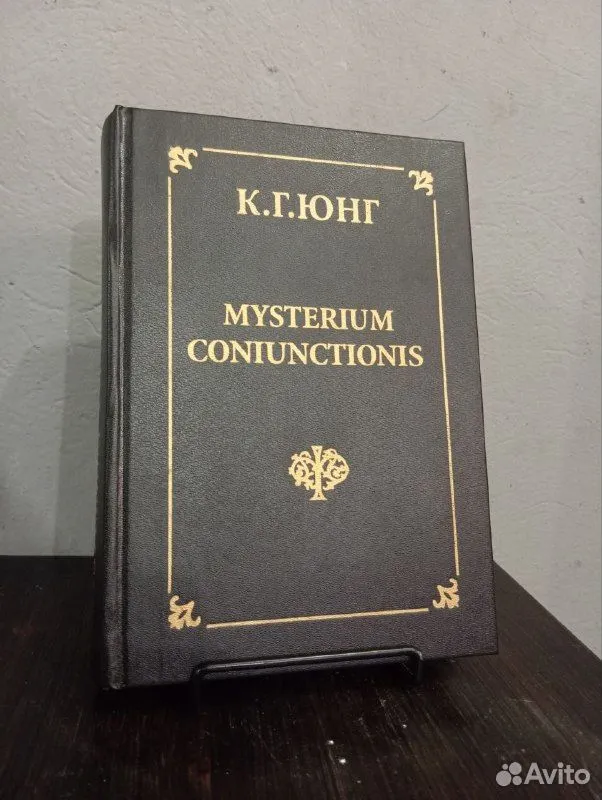 К.Г.ЮНГ
MYSTERIUM
CONIUNCTIONIS
Avito